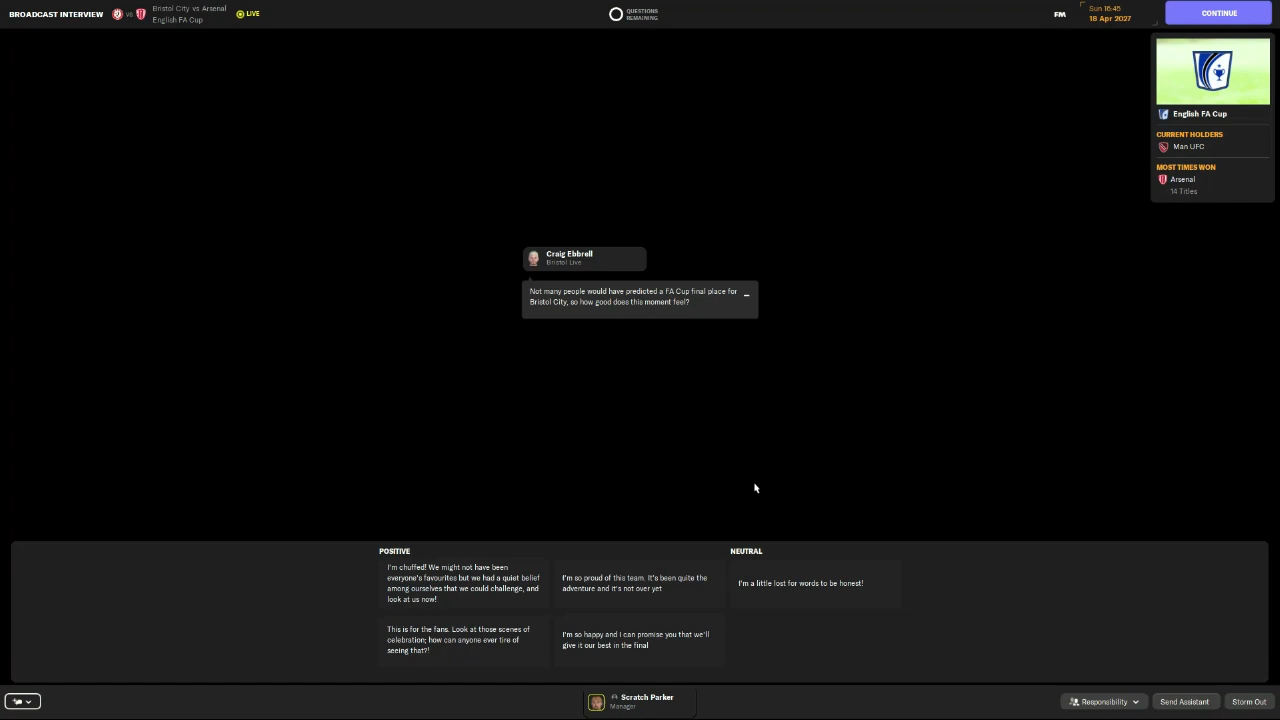 BROADCAST INTERVIEW
vs
Bristol City vs Arsenal
English FA Cup
LIVE
QUESTIONS
REMAINING
FM
Sun 16:45
18 Apr 2027
CONTINUE
English FA Cup
CURRENT HOLDERS
Man UFC
MOST TIMES WON
Arsenal
14 Titles
Craig Ebbrell
Bristol Live
Not many people would have predicted a FA Cup final place for
Bristol City, so how good does this moment feel?
POSITIVE
I'm chuffed! We might not have been
everyone's favourites but we had a quiet belief
among ourselves that we could challenge, and
look at us now!
I'm so proud of this team. It's been quite the
adventure and it's not over yet
This is for the fans. Look at those scenes of
celebration; how can anyone ever tire of
seeing that?!
I'm so happy and I can promise you that we'll
give it our best in the final
NEUTRAL
I'm a little lost for words to be honest!
Scratch Parker
Manager
Responsibility
Send Assistant
Storm Out